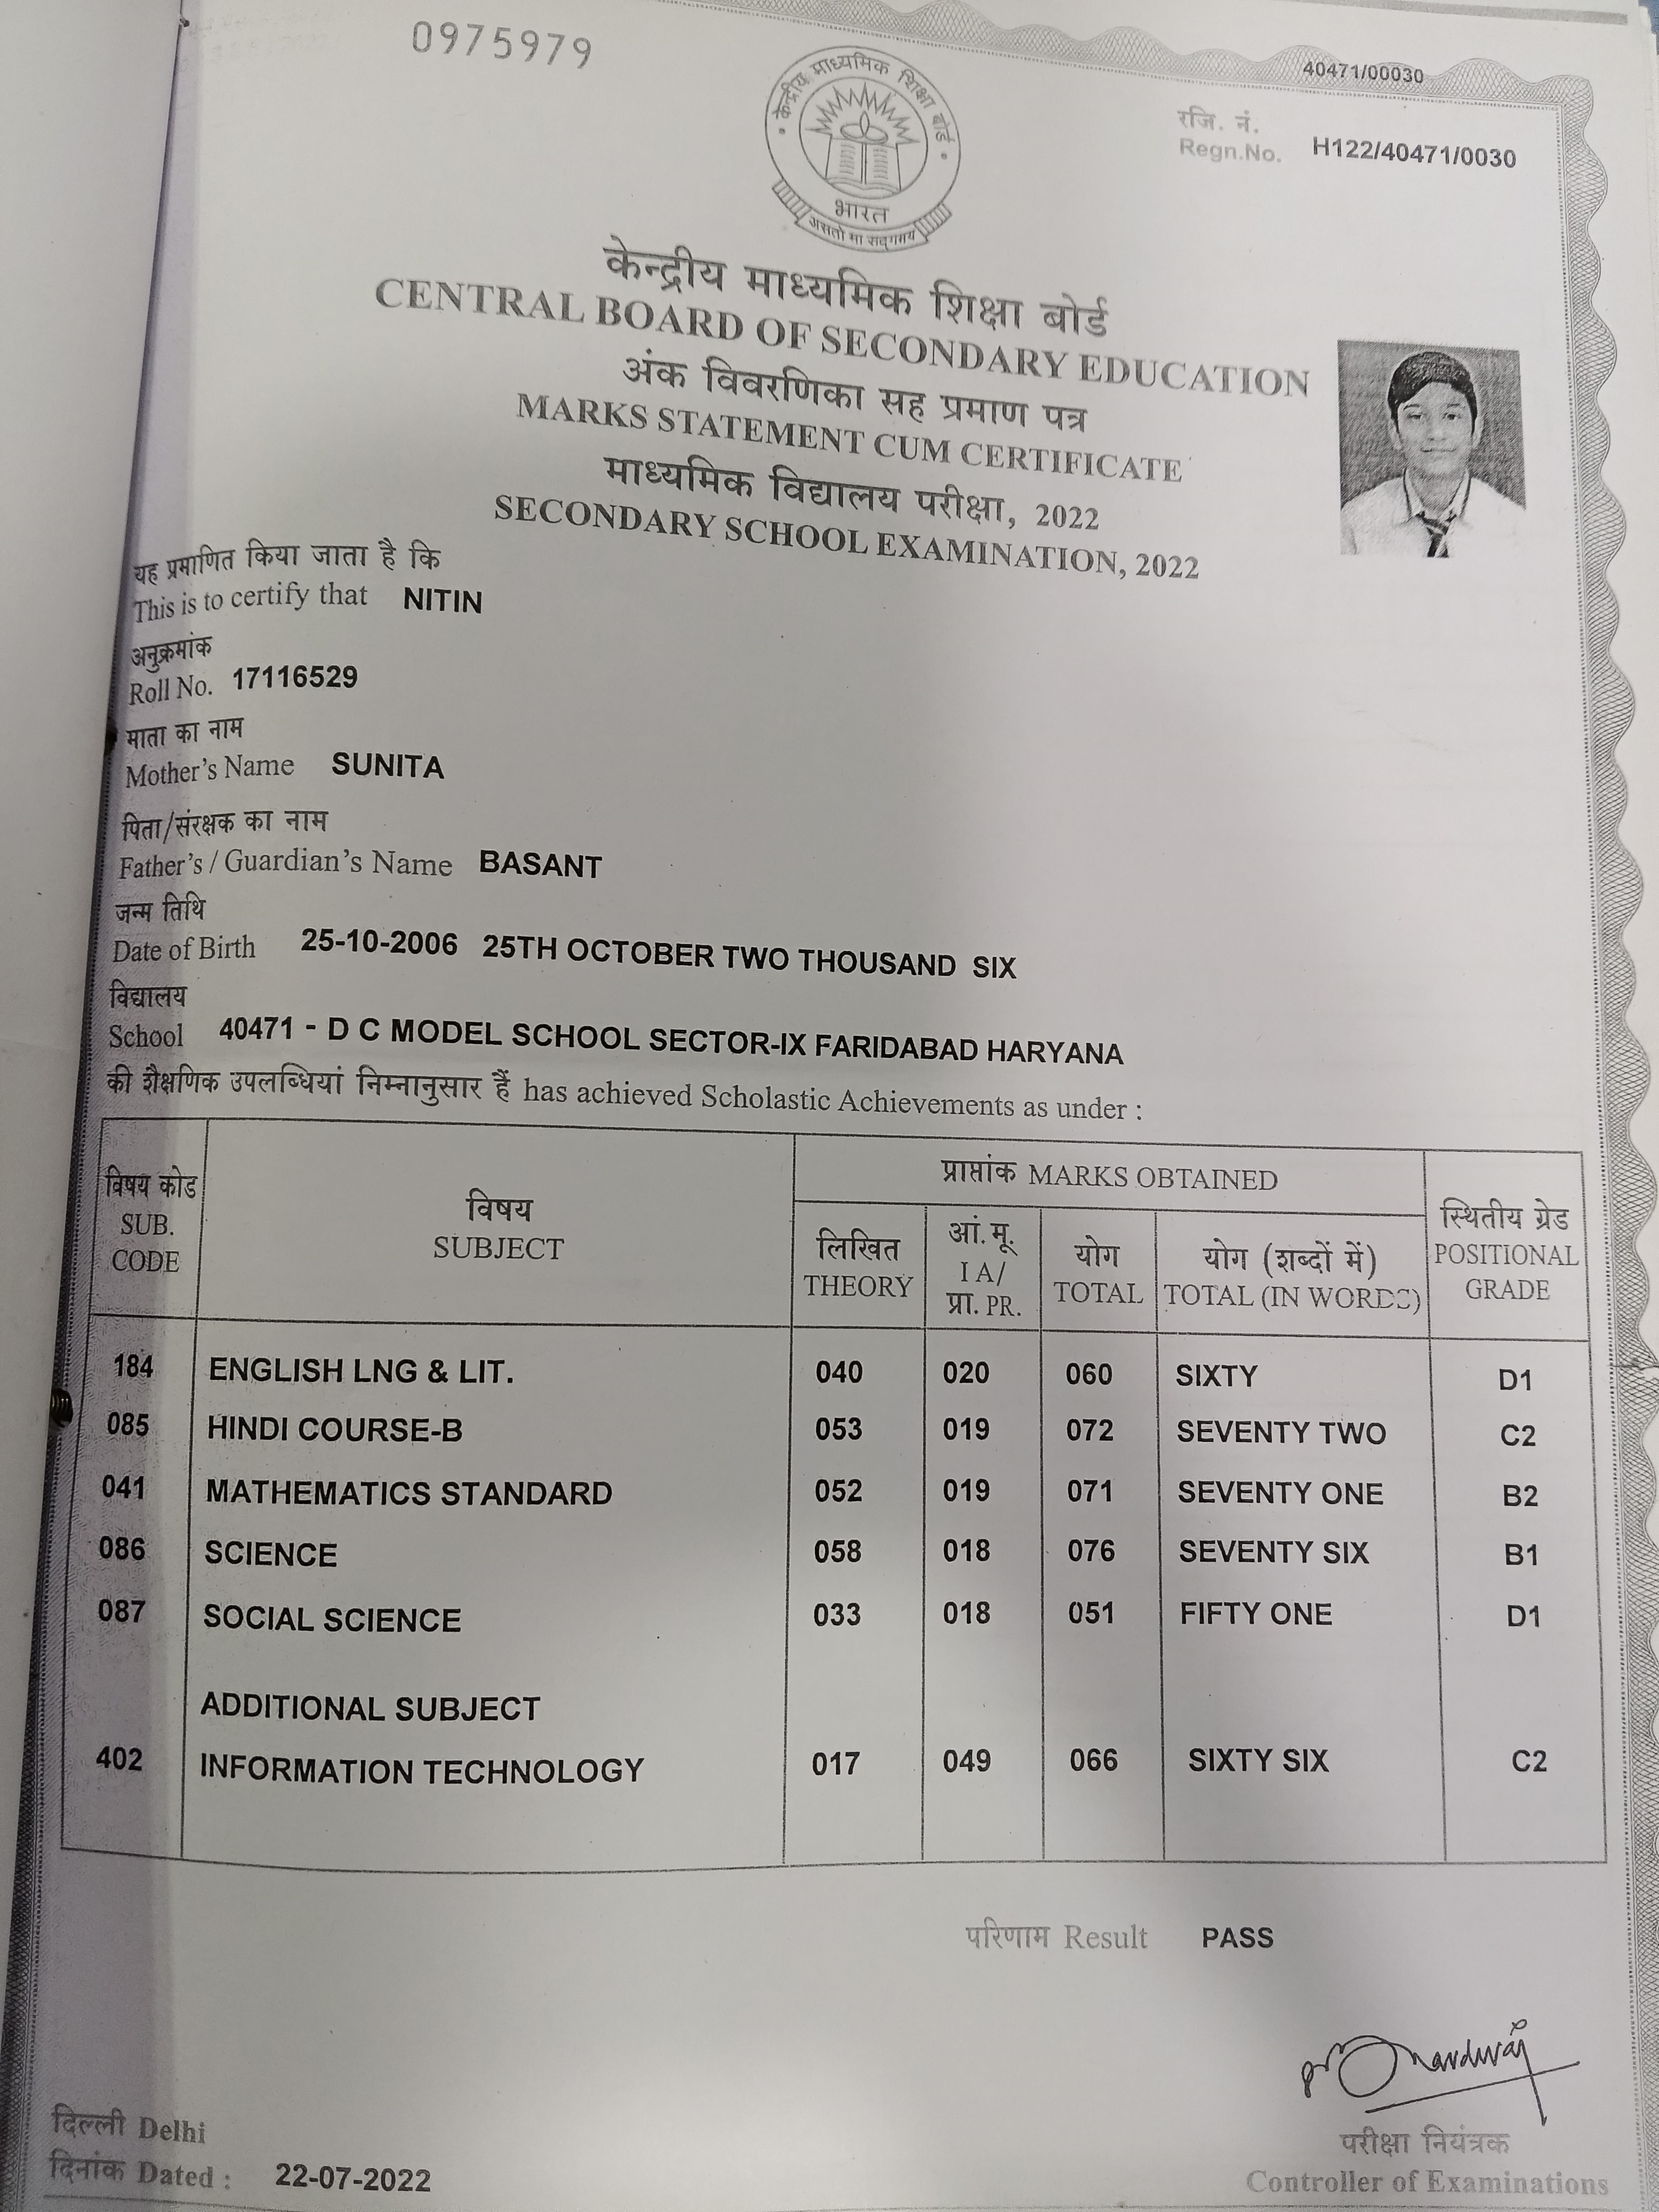 0975979
40471/00030
केन्द्रीय माध्यमिक शिक्षा बोर्ड
भारत
असतो मा सद्गमय
रजि. नं.
Regn.No. H122/40471/0030
केन्द्रीय माध्यमिक शिक्षा बोर्ड
CENTRAL BOARD OF SECONDARY EDUCATION
अंक विवरणिका सह प्रमाण पत्र
MARKS STATEMENT CUM CERTIFICATE
माध्यमिक विद्यालय परीक्षा, 2022
SECONDARY SCHOOL EXAMINATION, 2022
यह प्रमाणित किया जाता है कि
This is to certify that NITIN
अनुक्रमांक
Roll No. 17116529
माता का नाम
Mother's Name SUNITA
पिता/संरक्षक का नाम
Father's / Guardian's Name BASANT
जन्म तिथि
Date of Birth 25-10-2006 25TH OCTOBER TWO THOUSAND SIX
विद्यालय
School 40471 - D C MODEL SCHOOL SECTOR-IX FARIDABAD HARYANA
की शैक्षणिक उपलब्धियां निम्नानुसार हैं has achieved Scholastic Achievements as under :
विषय कोड
SUB.
CODE
विषय
SUBJECT
प्राप्तांक MARKS OBTAINED
लिखित
THEORY
आं.मू.
I A/
प्रा. PR.
योग
TOTAL
योग (शब्दों में)
TOTAL (IN WORDS)
स्थितीय ग्रेड
POSITIONAL
GRADE
184 ENGLISH LNG & LIT. 040 020 060 SIXTY D1
085 HINDI COURSE-B 053 019 072 SEVENTY TWO C2
041 MATHEMATICS STANDARD 052 019 071 SEVENTY ONE B2
086 SCIENCE 058 018 076 SEVENTY SIX B1
087 SOCIAL SCIENCE 033 018 051 FIFTY ONE D1
ADDITIONAL SUBJECT
402 INFORMATION TECHNOLOGY 017 049 066 SIXTY SIX C2
परिणाम Result PASS
दिल्ली Delhi
दिनांक Dated : 22-07-2022
परीक्षा नियंत्रक
Controller of Examinations